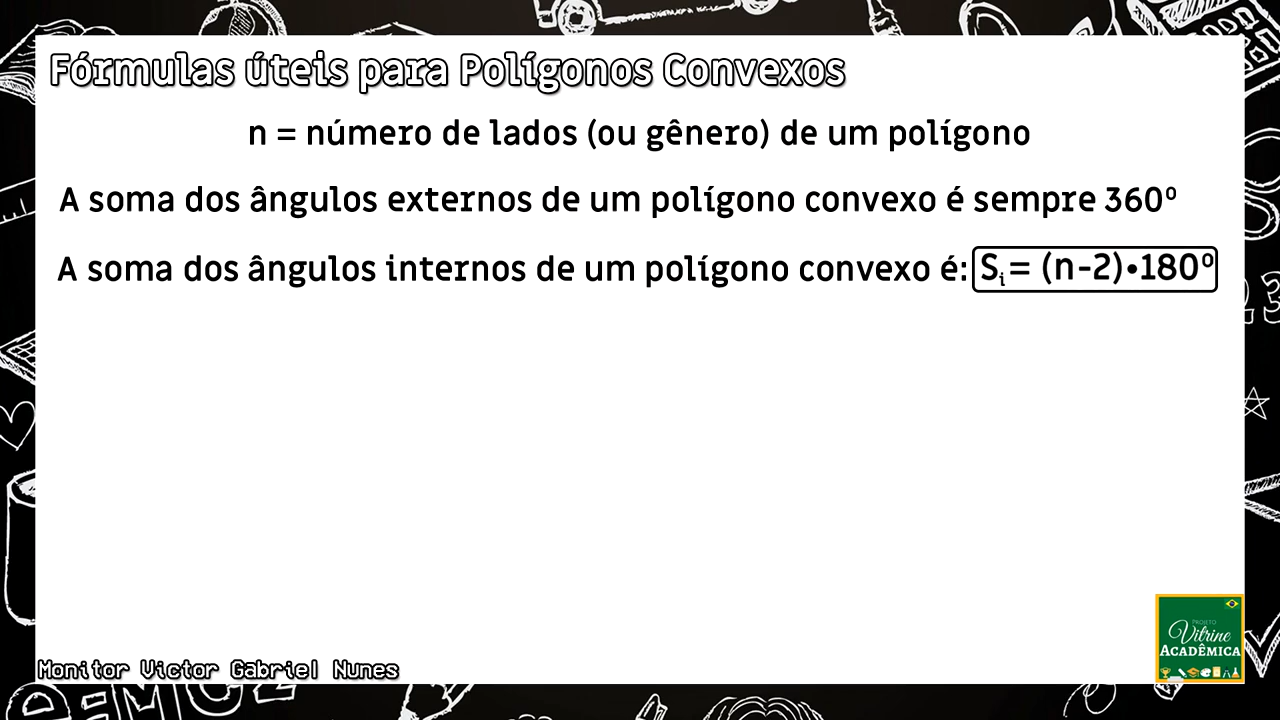 Fórmulas úteis para Polígonos Convexos
n = número de lados (ou gênero) de um polígono
A soma dos ângulos externos de um polígono convexo é sempre 360º
A soma dos ângulos internos de um polígono convexo é: Sᵢ = (n-2)•180º
PROJETO
Vitrine
ACADÊMICA
Monitor Victor Gabriel Nunes
e=MC2